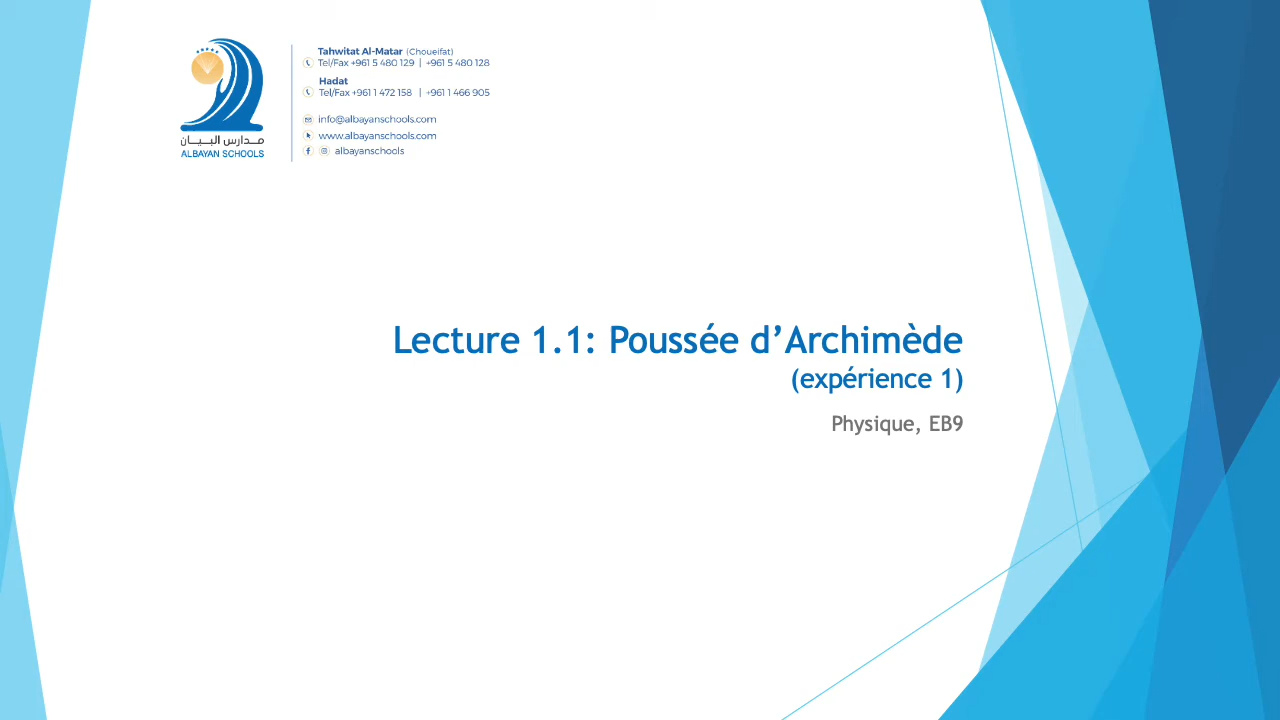 مدارس البيان
ALBAYAN SCHOOLS
Tahwitat Al-Matar (Choueifat)
Tel/Fax +961 5 480 129 | +961 5 480 128
Hadat
Tel/Fax +961 1 472 158 | +961 1 466 905
info@albayanschools.com
www.albayanschools.com
albayanschools
Lecture 1.1: Poussée d’Archimède
(expérience 1)
Physique, EB9